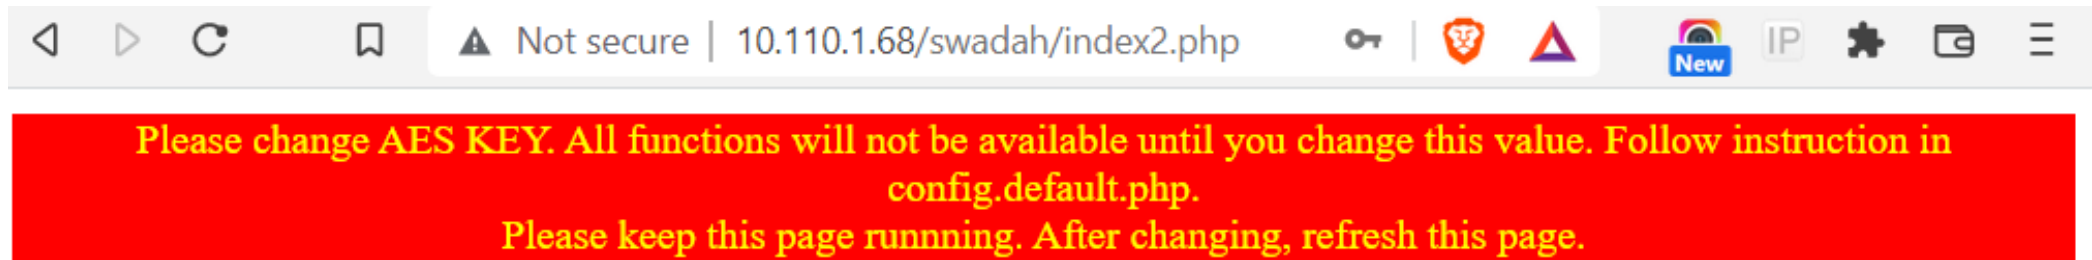 Not secure | 10.110.1.68/swadah/index2.php
IP
New
Please change AES KEY. All functions will not be available until you change this value. Follow instruction in
config.default.php.
Please keep this page runnning. After changing, refresh this page.